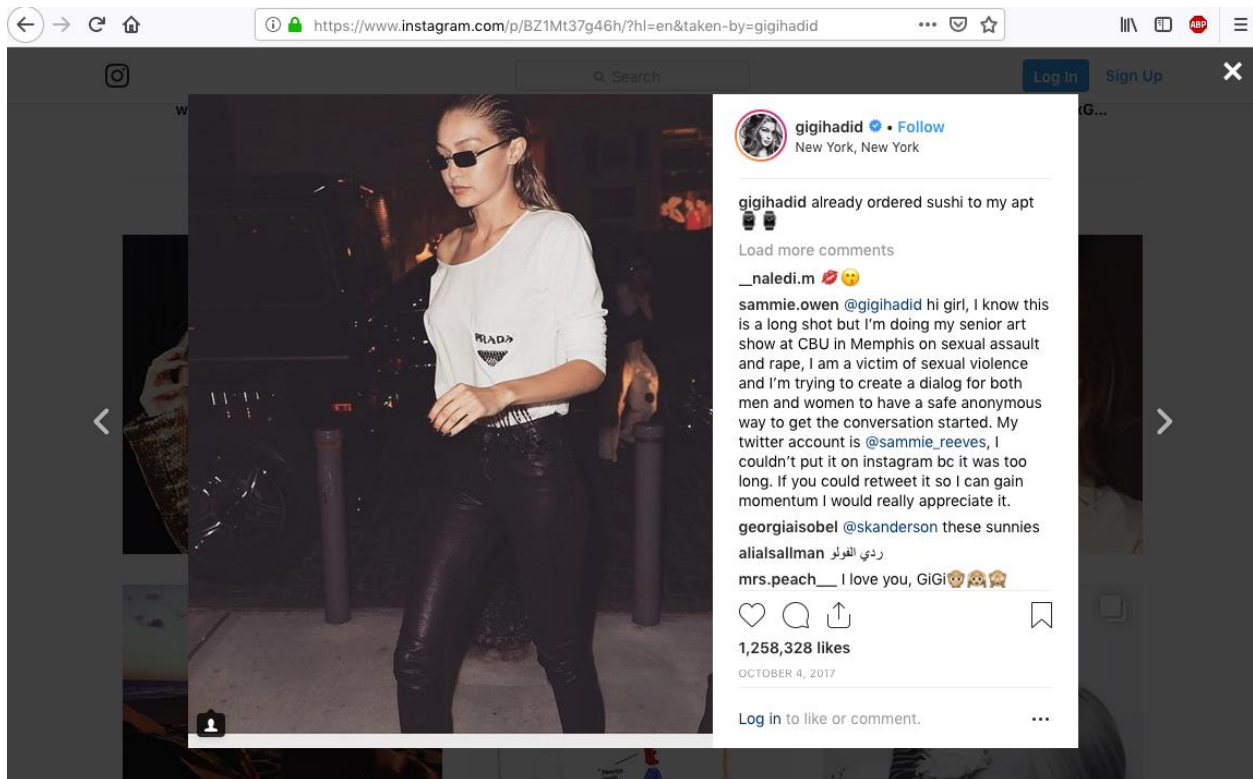 https://www.instagram.com/p/BZ1Mt37g46h/?hl=en&taken-by=gigihadid
ABP
Search
Log In
Sign Up
gigihadid • Follow
New York, New York
PRADA
gigihadid already ordered sushi to my apt
Load more comments
__naledi.m
sammie.owen @gigihadid hi girl, I know this
is a long shot but I’m doing my senior art
show at CBU in Memphis on sexual assault
and rape, I am a victim of sexual violence
and I’m trying to create a dialog for both
men and women to have a safe anonymous
way to get the conversation started. My
twitter account is @sammie_reeves, I
couldn’t put it on instagram bc it was too
long. If you could retweet it so I can gain
momentum I would really appreciate it.
georgiaisobel @skanderson these sunnies
alialsallman ردي الفولو
mrs.peach__ I love you, GiGi🙊🙉🙈
1,258,328 likes
OCTOBER 4, 2017
Log in to like or comment.